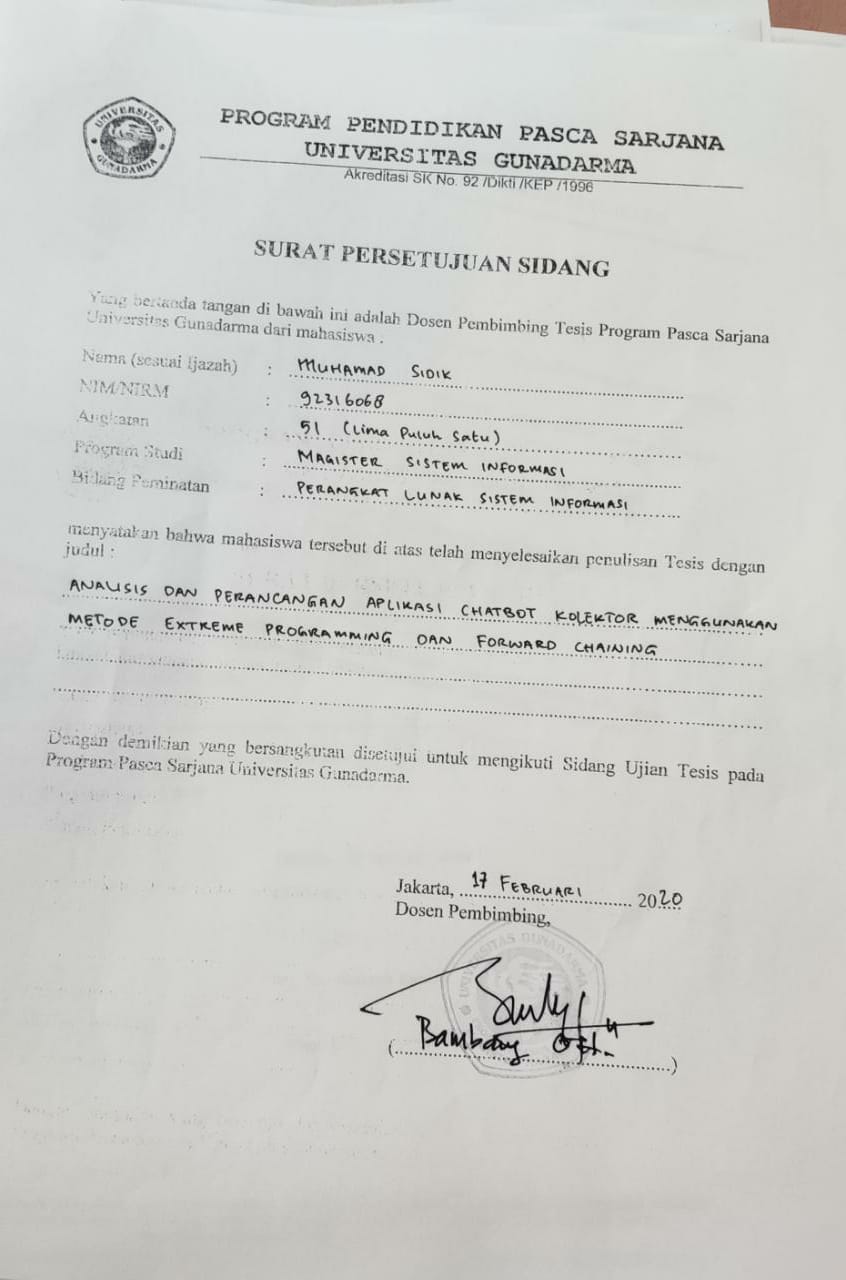 UNIVERSITAS GUNADARMA
PROGRAM PENDIDIKAN PASCA SARJANA
UNIVERSITAS GUNADARMA
Akreditasi SK No. 92 /Dikti /KEP /1996
SURAT PERSETUJUAN SIDANG
Yang bertanda tangan di bawah ini adalah Dosen Pembimbing Tesis Program Pasca Sarjana
Universitas Gunadarma dari mahasiswa :
Nama (sesuai Ijazah) : MUHAMAD SIDIK
NIM/NIRM : 92316068
Angkatan : 51 (Lima Puluh Satu)
Program Studi : MAGISTER SISTEM INFORMASI
Bidang Peminatan : PERANGKAT LUNAK SISTEM INFORMASI
menyatakan bahwa mahasiswa tersebut di atas telah menyelesaikan penulisan Tesis dengan
judul :
ANALISIS DAN PERANCANGAN APLIKASI CHATBOT KOLEKTOR MENGGUNAKAN
METODE EXTREME PROGRAMMING DAN FORWARD CHAINING
Dengan demikian yang bersangkutan disetujui untuk mengikuti Sidang Ujian Tesis pada
Program Pasca Sarjana Universitas Gunadarma.
Jakarta, 17 FEBRUARI 2020
Dosen Pembimbing,
UNIVERSITAS GUNADARMA
(Bambang)